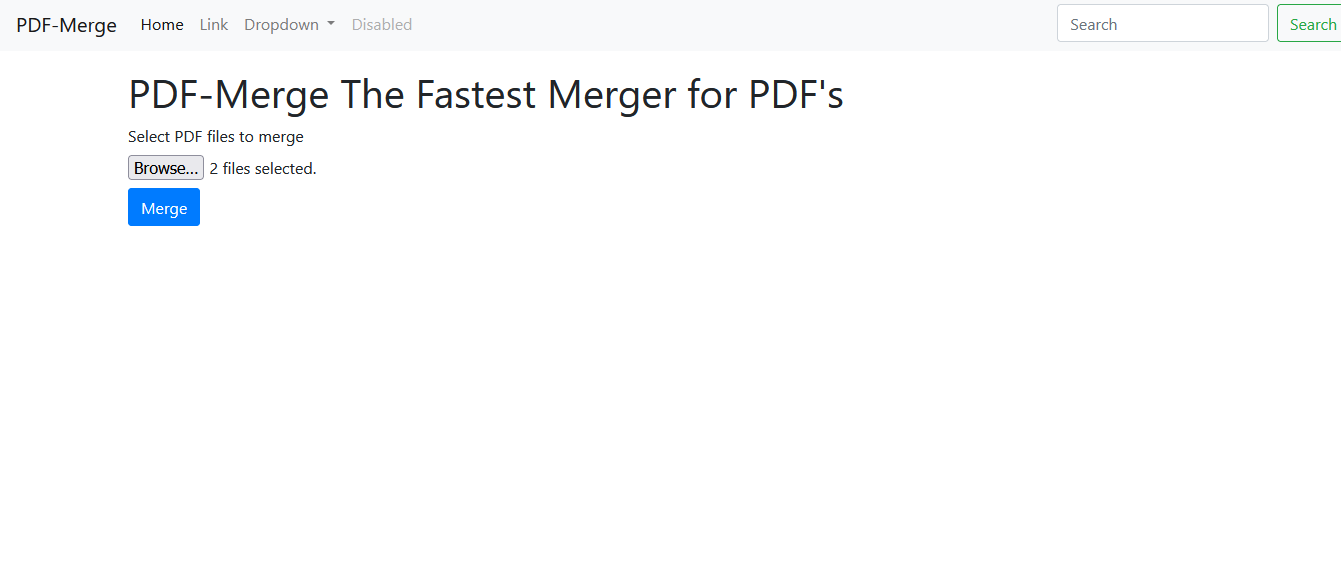 PDF-Merge Home Link Dropdown Disabled Search Search
PDF-Merge The Fastest Merger for PDF's
Select PDF files to merge
Browse... 2 files selected.
Merge